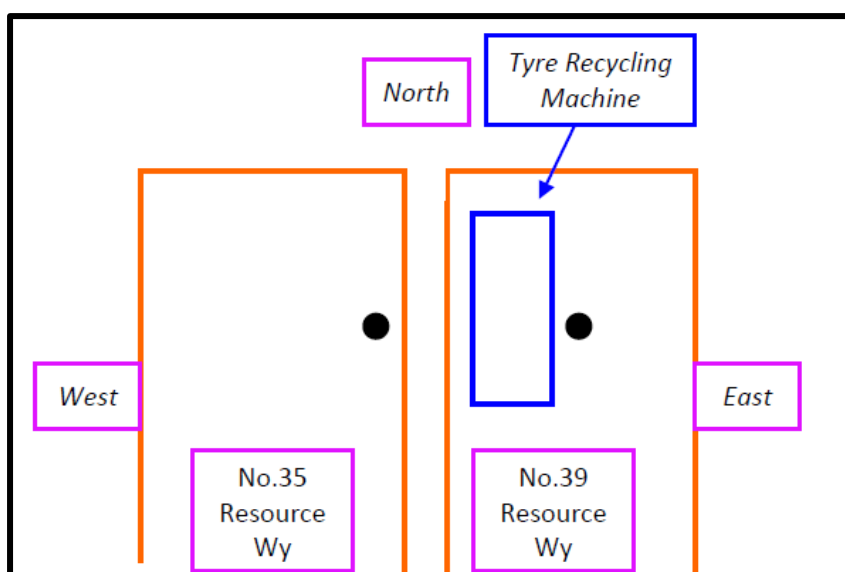 North
Tyre Recycling
Machine
West
East
No.35
Resource
Wy
No.39
Resource
Wy